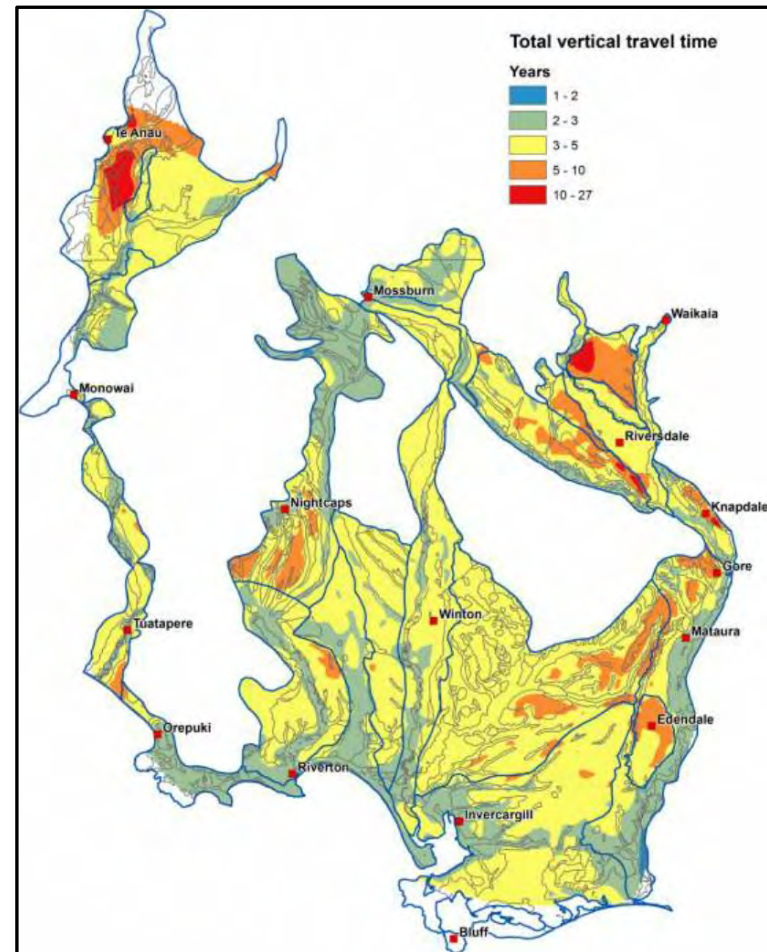 Total vertical travel time
Years
1 - 2
2 - 3
3 - 5
5 - 10
10 - 27
Te Anau
Mossburn
Waikaia
Monowai
Riversdale
Nightcaps
Knapdale
Gore
Winton
Tuatapere
Mataura
Edendale
Orepuki
Riverton
Invercargill
Bluff